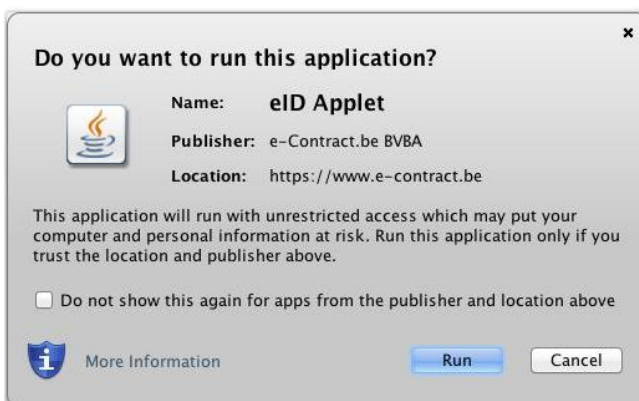 Do you want to run this application?
Name: eID Applet
Publisher: e-Contract.be BVBA
Location: https://www.e-contract.be
This application will run with unrestricted access which may put your
computer and personal information at risk. Run this application only if you
trust the location and publisher above.
Do not show this again for apps from the publisher and location above
More Information
Run
Cancel